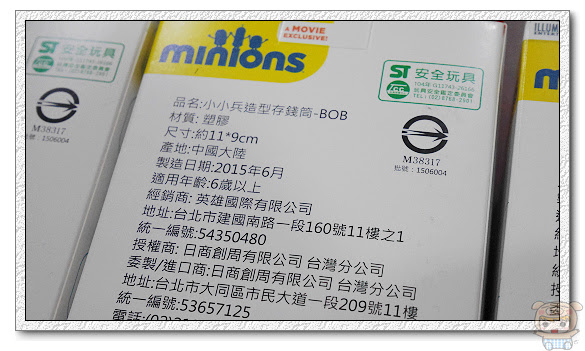 A MOVIE
EXCLUSIVE!
minions
品名:小小兵造型存錢筒-BOB
材質: 塑膠
尺寸:約11*9cm
產地:中國大陸
製造日期:2015年6月
適用年齡:6歲以上
經銷商: 英雄國際有限公司
地址:台北市建國南路一段160號11樓之1
統一編號:54350480
授權商: 日商創周有限公司 台灣分公司
委製/進口商:日商創周有限公司 台灣分公司
地址:台北市大同區市民大道一段209號11樓
統一編號:53657125
電話:(02)2
ST 安全玩具
M38317
批號:1506004
ST 安全玩具
M38317
批號:1506004
ILLUM